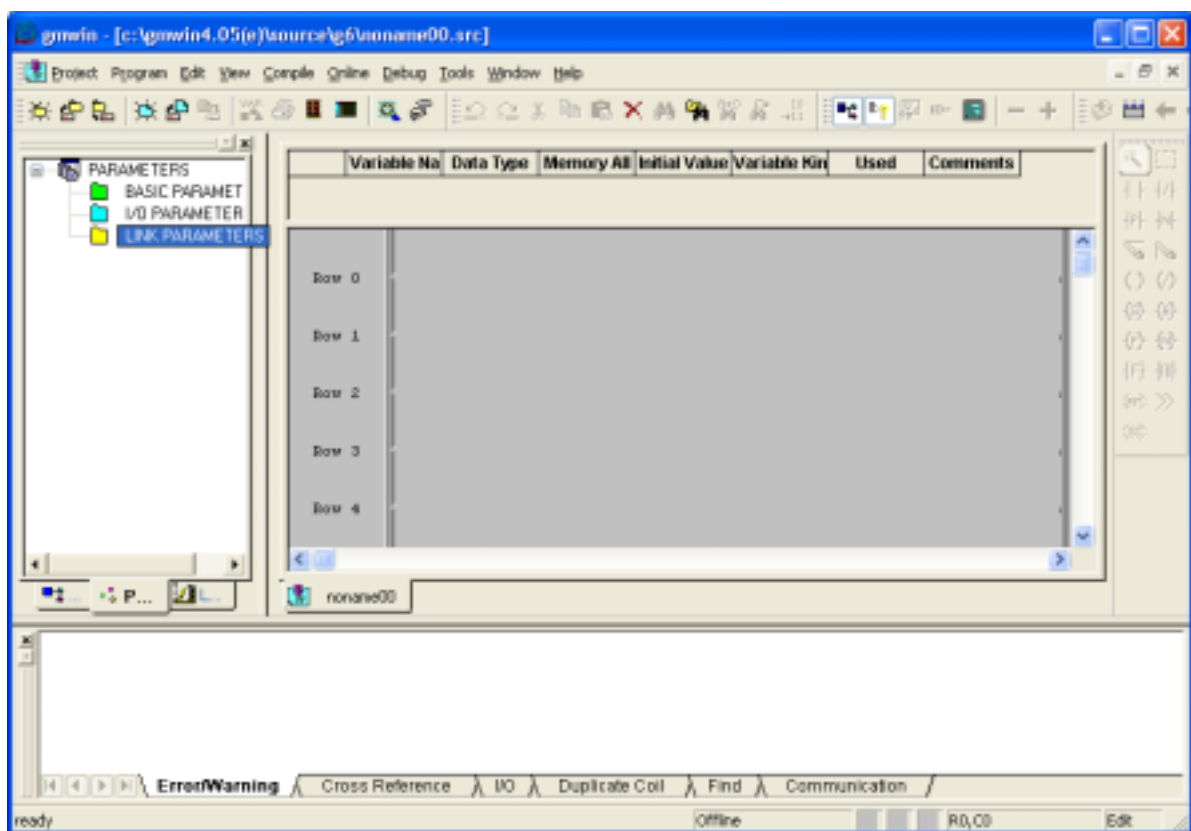 gmwin - [c:\gmwin4.05(e)\source\g6\noname00.src]
Project Program Edit View Compile Online Debug Tools Window Help
Variable Na Data Type Memory All Initial Value Variable Kin Used Comments
PARAMETERS
BASIC PARAMET
I/O PARAMETER
LINK PARAMETERS
Row 0
Row 1
Row 2
Row 3
Row 4
... P... L...
noname00
Error/Warning Cross Reference I/O Duplicate Coil Find Communication
ready Offline R0,C0 Edit